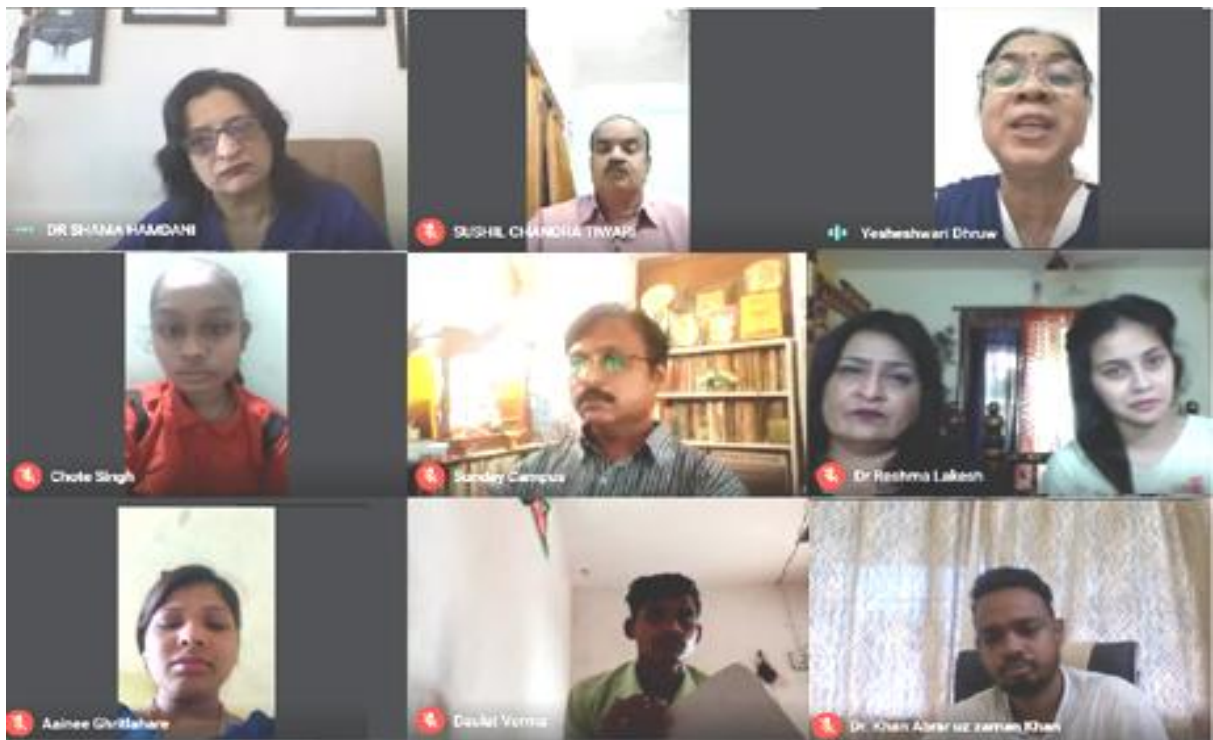 DR SHAMA HAMDANI
SUSHIL CHANDRA TIWARI
Yesheshwari Dhruw
Chote Singh
Sunday Campus
Dr Reshma Lakesh
Aainee Ghritlahare
Daulat Verma
Dr. Khan Abrar uz zaman Khan